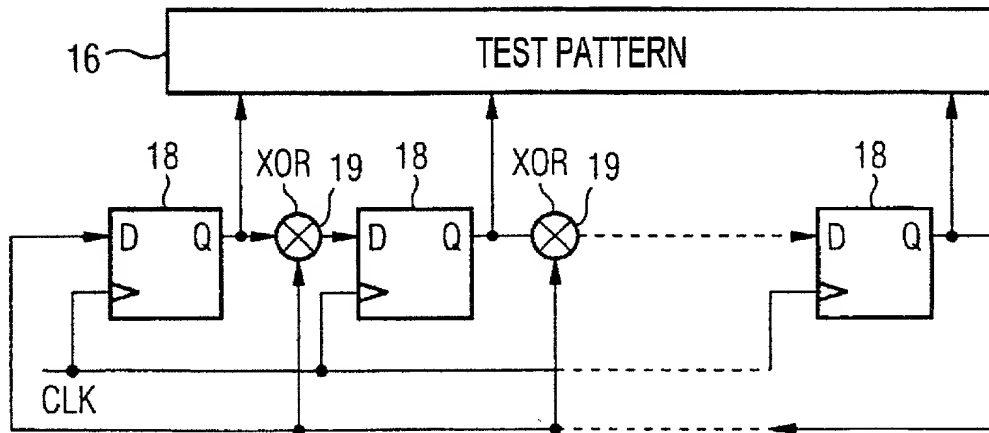 16
TEST PATTERN
18
XOR
19
18
XOR
19
18
D Q
D Q
D Q
CLK